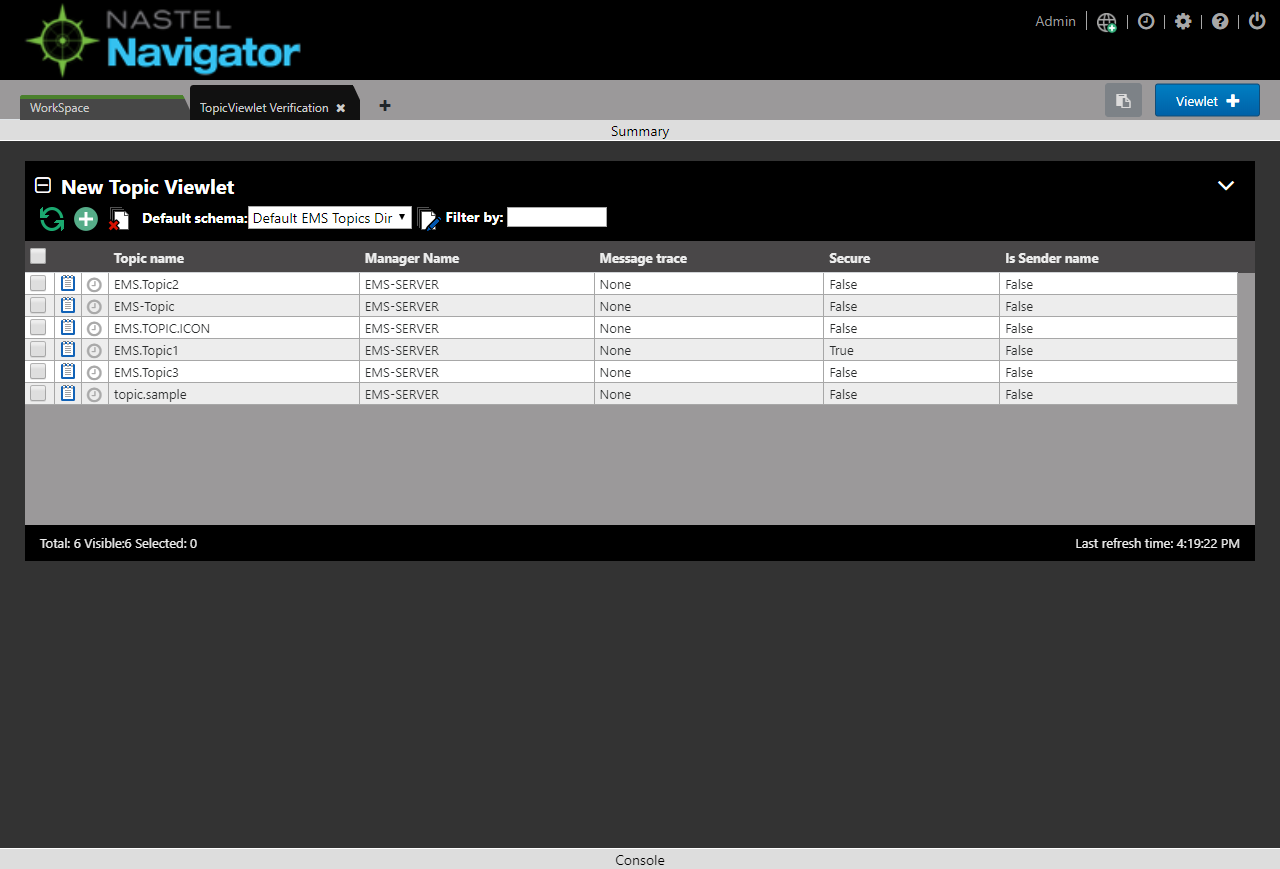 NASTEL
Navigator
Admin
WorkSpace
TopicViewlet Verification
Viewlet
Summary
New Topic Viewlet
Default schema: Default EMS Topics Dir Filter by:
Topic name Manager Name Message trace Secure Is Sender name
EMS.Topic2 EMS-SERVER None False False
EMS-Topic EMS-SERVER None False False
EMS.TOPIC.ICON EMS-SERVER None False False
EMS.Topic1 EMS-SERVER None True False
EMS.Topic3 EMS-SERVER None False False
topic.sample EMS-SERVER None False False
Total: 6 Visible:6 Selected: 0 Last refresh time: 4:19:22 PM
Console